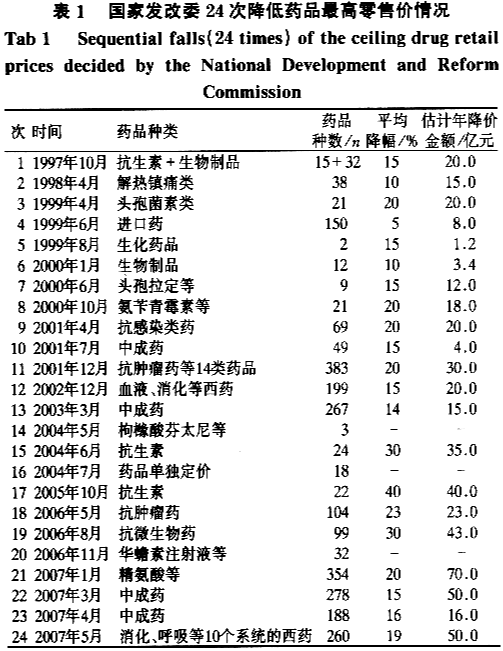 表 1 国家发改委 24 次降低药品最高零售价情况
Tab 1 Sequential falls(24 times) of the ceiling drug retail
prices decided by the National Development and Reform
Commission
次 时间 药品种类 药品种数/n 平均降幅/% 估计年降价金额/亿元
1 1997年10月 抗生素+生物制品 15+32 15 20.0
2 1998年4月 解热镇痛类 38 10 15.0
3 1999年4月 头孢菌素类 21 20 20.0
4 1999年6月 进口药 150 5 8.0
5 1999年8月 生化药品 2 15 1.2
6 2000年1月 生物制品 12 10 3.4
7 2000年6月 头孢拉定等 9 15 12.0
8 2000年10月 氨苄青霉素等 21 20 18.0
9 2001年4月 抗感染类药 69 20 20.0
10 2001年7月 中成药 49 15 4.0
11 2001年12月 抗肿瘤药等14类药品 383 20 30.0
12 2002年12月 血液、消化等西药 199 15 20.0
13 2003年3月 中成药 267 14 15.0
14 2004年5月 枸橼酸芬太尼等 3 - -
15 2004年6月 抗生素 24 30 35.0
16 2004年7月 药品单独定价 18 - -
17 2005年10月 抗生素 22 40 40.0
18 2006年5月 抗肿瘤药 104 23 23.0
19 2006年8月 抗微生物药 99 30 43.0
20 2006年11月 华蟾素注射液等 32 - -
21 2007年1月 精氨酸等 354 20 70.0
22 2007年3月 中成药 278 15 50.0
23 2007年4月 中成药 188 16 16.0
24 2007年5月 消化、呼吸等10个系统的西药 260 19 50.0